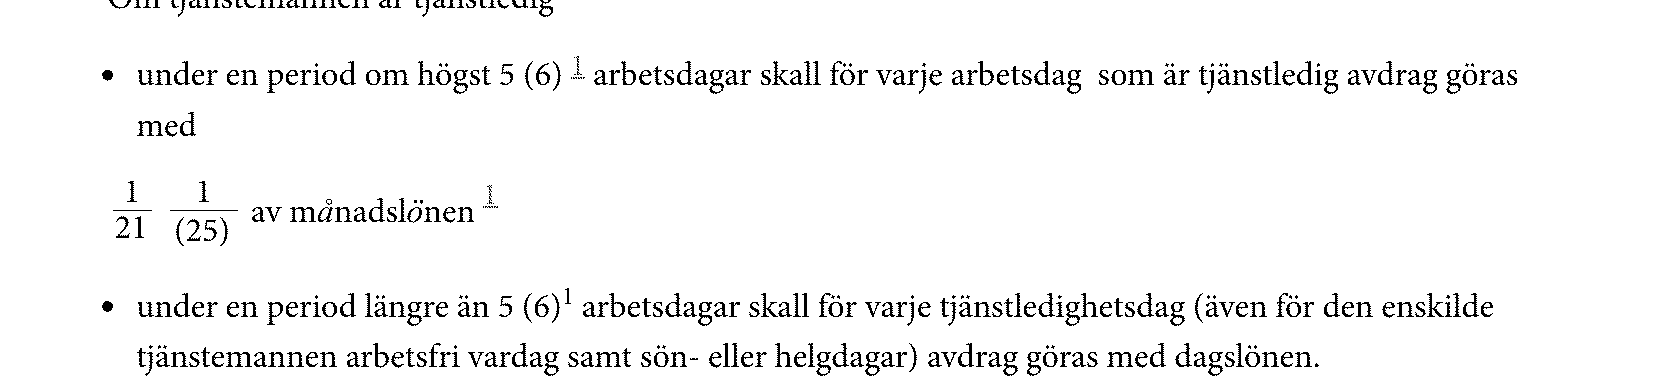 Om tjänstemannen är tjänstledig
• under en period om högst 5 (6) 1 arbetsdagar skall för varje arbetsdag som är tjänstledig avdrag göras
med
1/21 1/(25) av månadslönen 1
• under en period längre än 5 (6)1 arbetsdagar skall för varje tjänstledighetsdag (även för den enskilde
tjänstemannen arbetsfri vardag samt sön- eller helgdagar) avdrag göras med dagslönen.